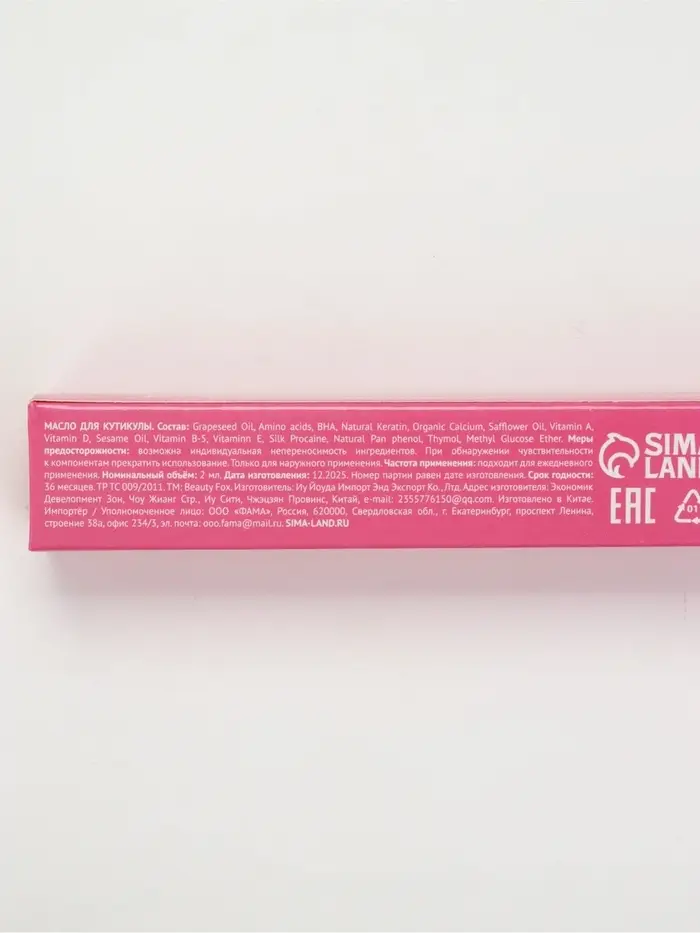 МАСЛО ДЛЯ КУТИКУЛЫ. Состав: Grapeseed Oil, Amino acids, BHA, Natural Keratin, Organic Calcium, Safflower Oil, Vitamin A,
Vitamin D, Sesame Oil, Vitamin B-5, Vitaminn E, Silk Procaine, Natural Pan phenol, Thymol, Methyl Glucose Ether. Меры
предосторожности: возможна индивидуальная непереносимость ингредиентов. При обнаружении чувствительности
к компонентам прекратить использование. Только для наружного применения. Частота применения: подходит для ежедневного
применения. Номинальный объём: 2 мл. Дата изготовления: 12.2025. Номер партии равен дате изготовления. Срок годности:
36 месяцев. ТР ТС 009/2011. ТМ: Beauty Fox. Изготовитель: Иу Йоуда Импорт Энд Экспорт Ко., Лтд. Адрес изготовителя: Экономик
Девелопмент Зон, Чоу Жианг Стр., Иу Сити, Чжэцзян Провинс, Китай, e-mail: 2355776150@qq.com. Изготовлено в Китае.
Импортёр / Уполномоченное лицо: ООО «ФАМА», Россия, 620000, Свердловская обл., г. Екатеринбург, проспект Ленина,
строение 38а, офис 234/3, эл. почта: ooo.fama@mail.ru. SIMA-LAND.RU
SIMA
LAND
EAC
01